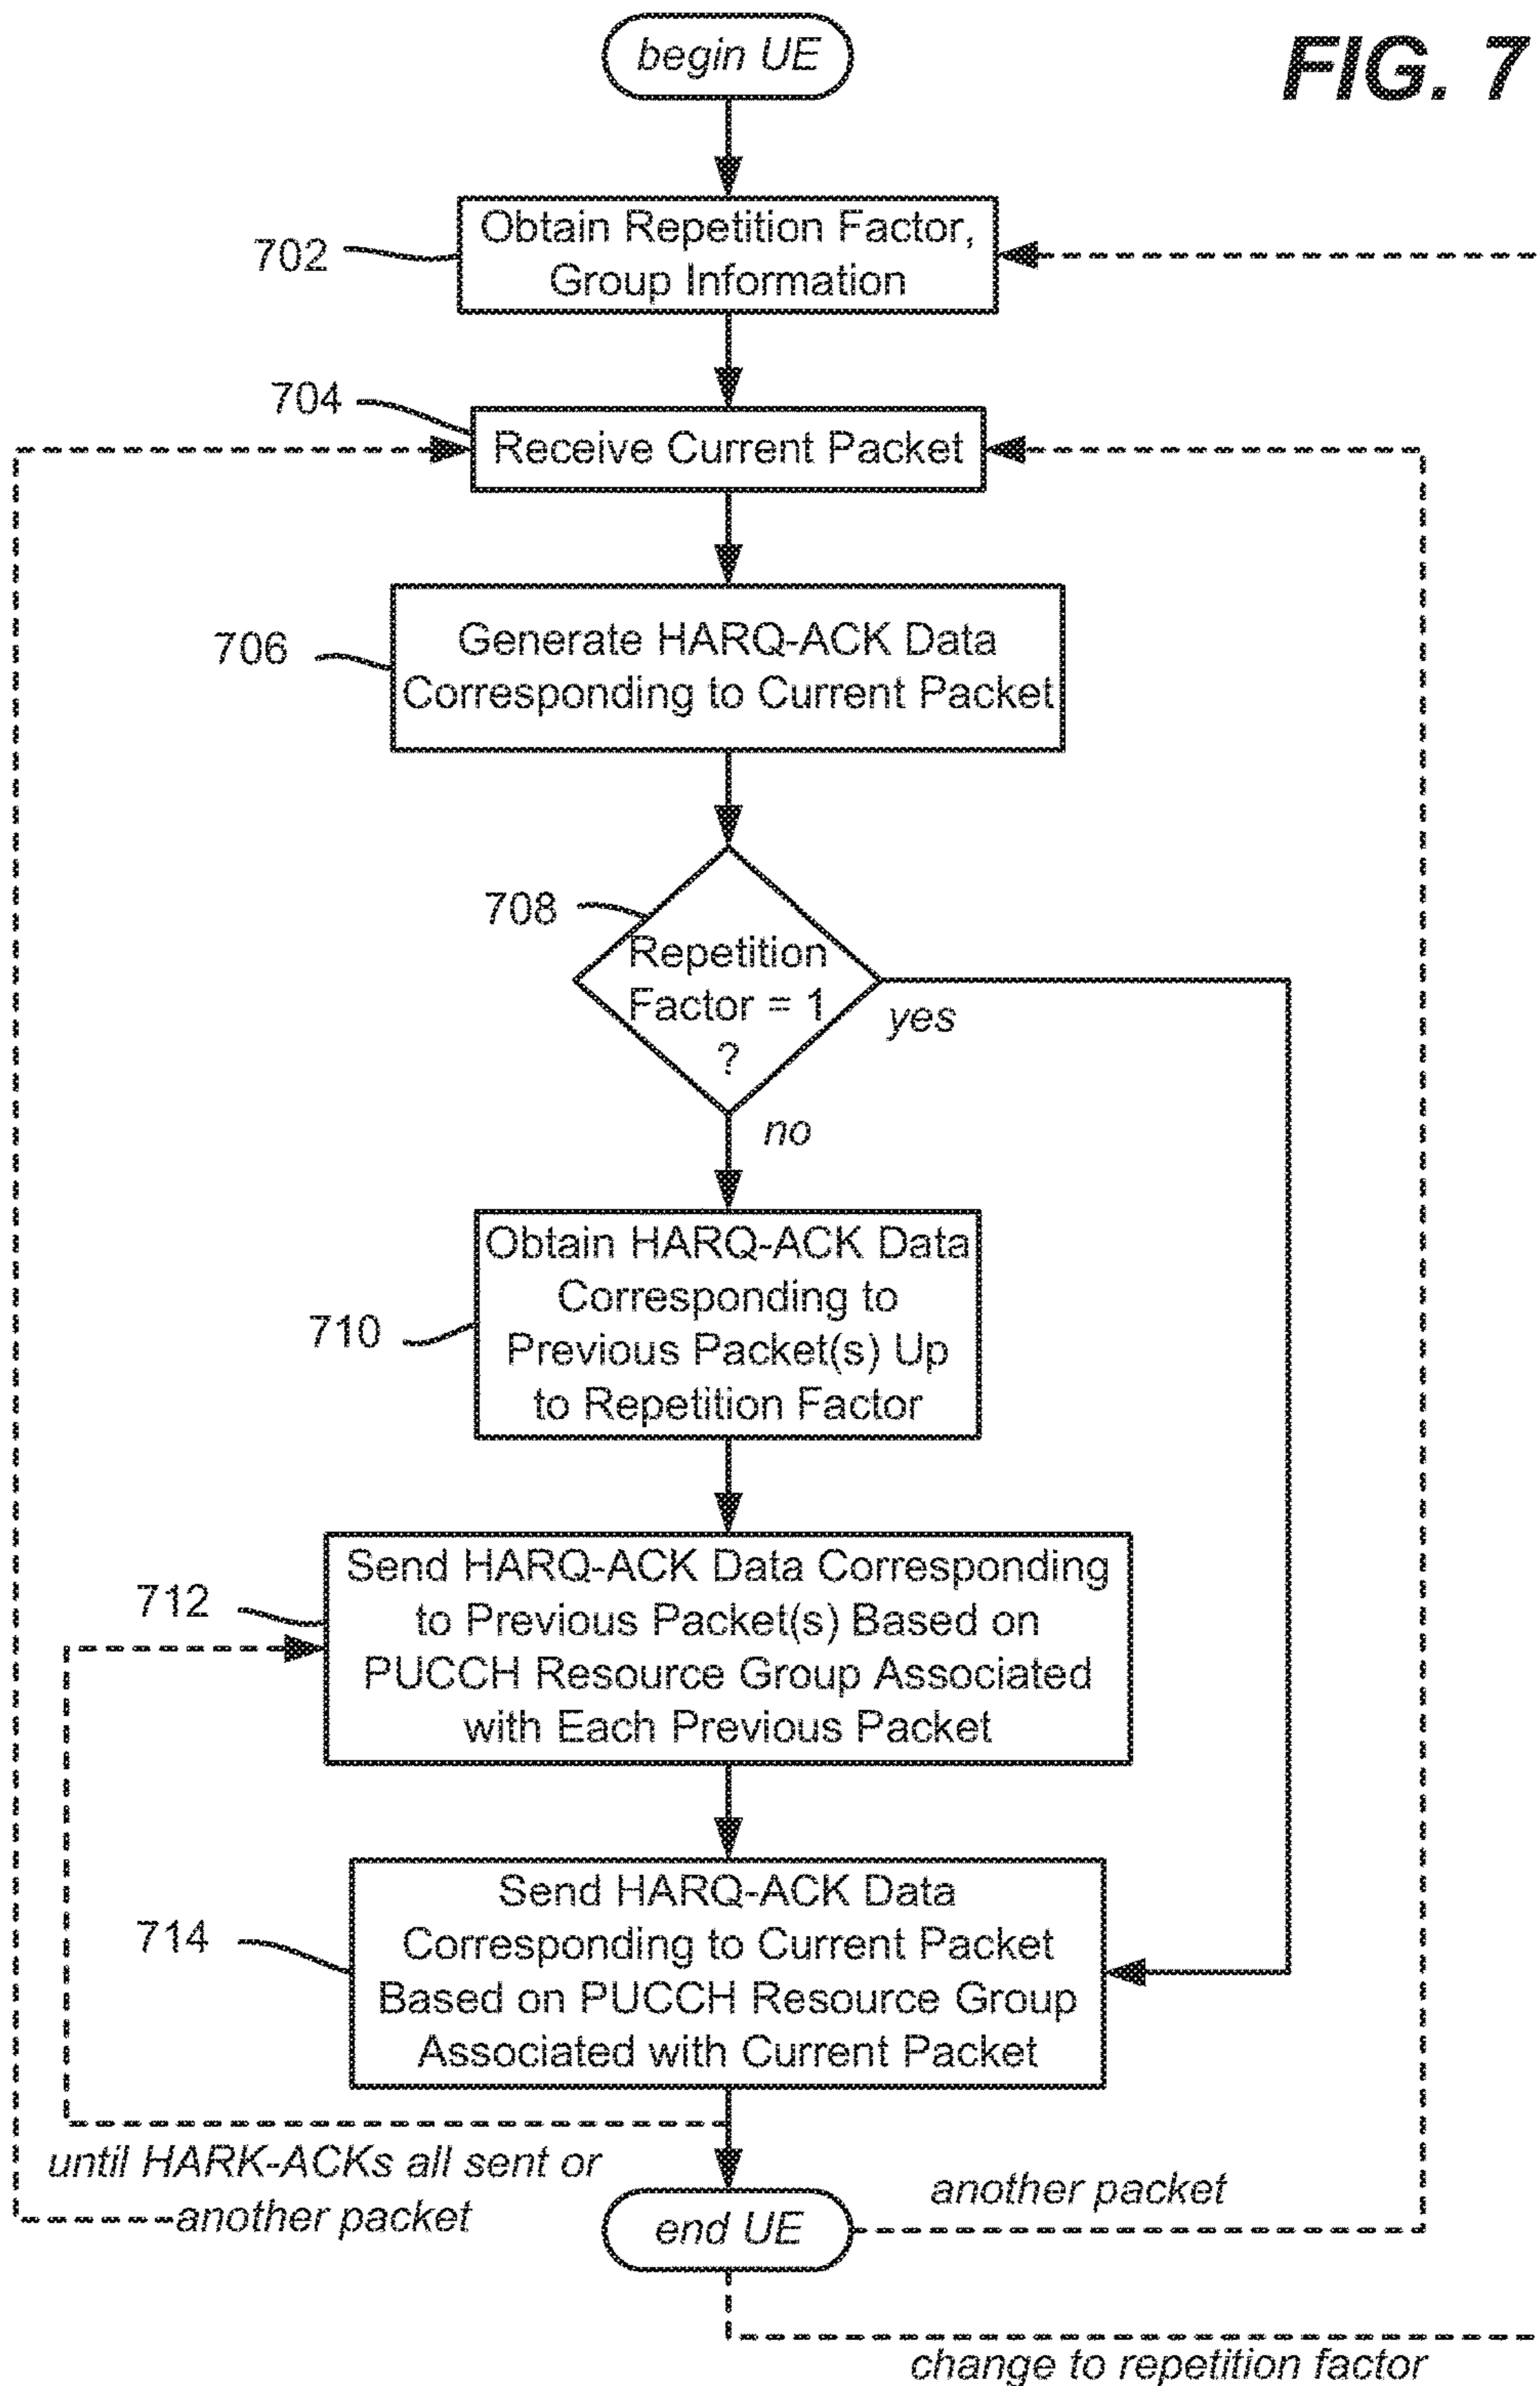 begin UE
FIG. 7
702
Obtain Repetition Factor,
Group Information
704
Receive Current Packet
706
Generate HARQ-ACK Data
Corresponding to Current Packet
708
Repetition
Factor = 1
?
yes
no
710
Obtain HARQ-ACK Data
Corresponding to
Previous Packet(s) Up
to Repetition Factor
712
Send HARQ-ACK Data Corresponding
to Previous Packet(s) Based on
PUCCH Resource Group Associated
with Each Previous Packet
714
Send HARQ-ACK Data
Corresponding to Current Packet
Based on PUCCH Resource Group
Associated with Current Packet
until HARK-ACKs all sent or
another packet
end UE
another packet
change to repetition factor